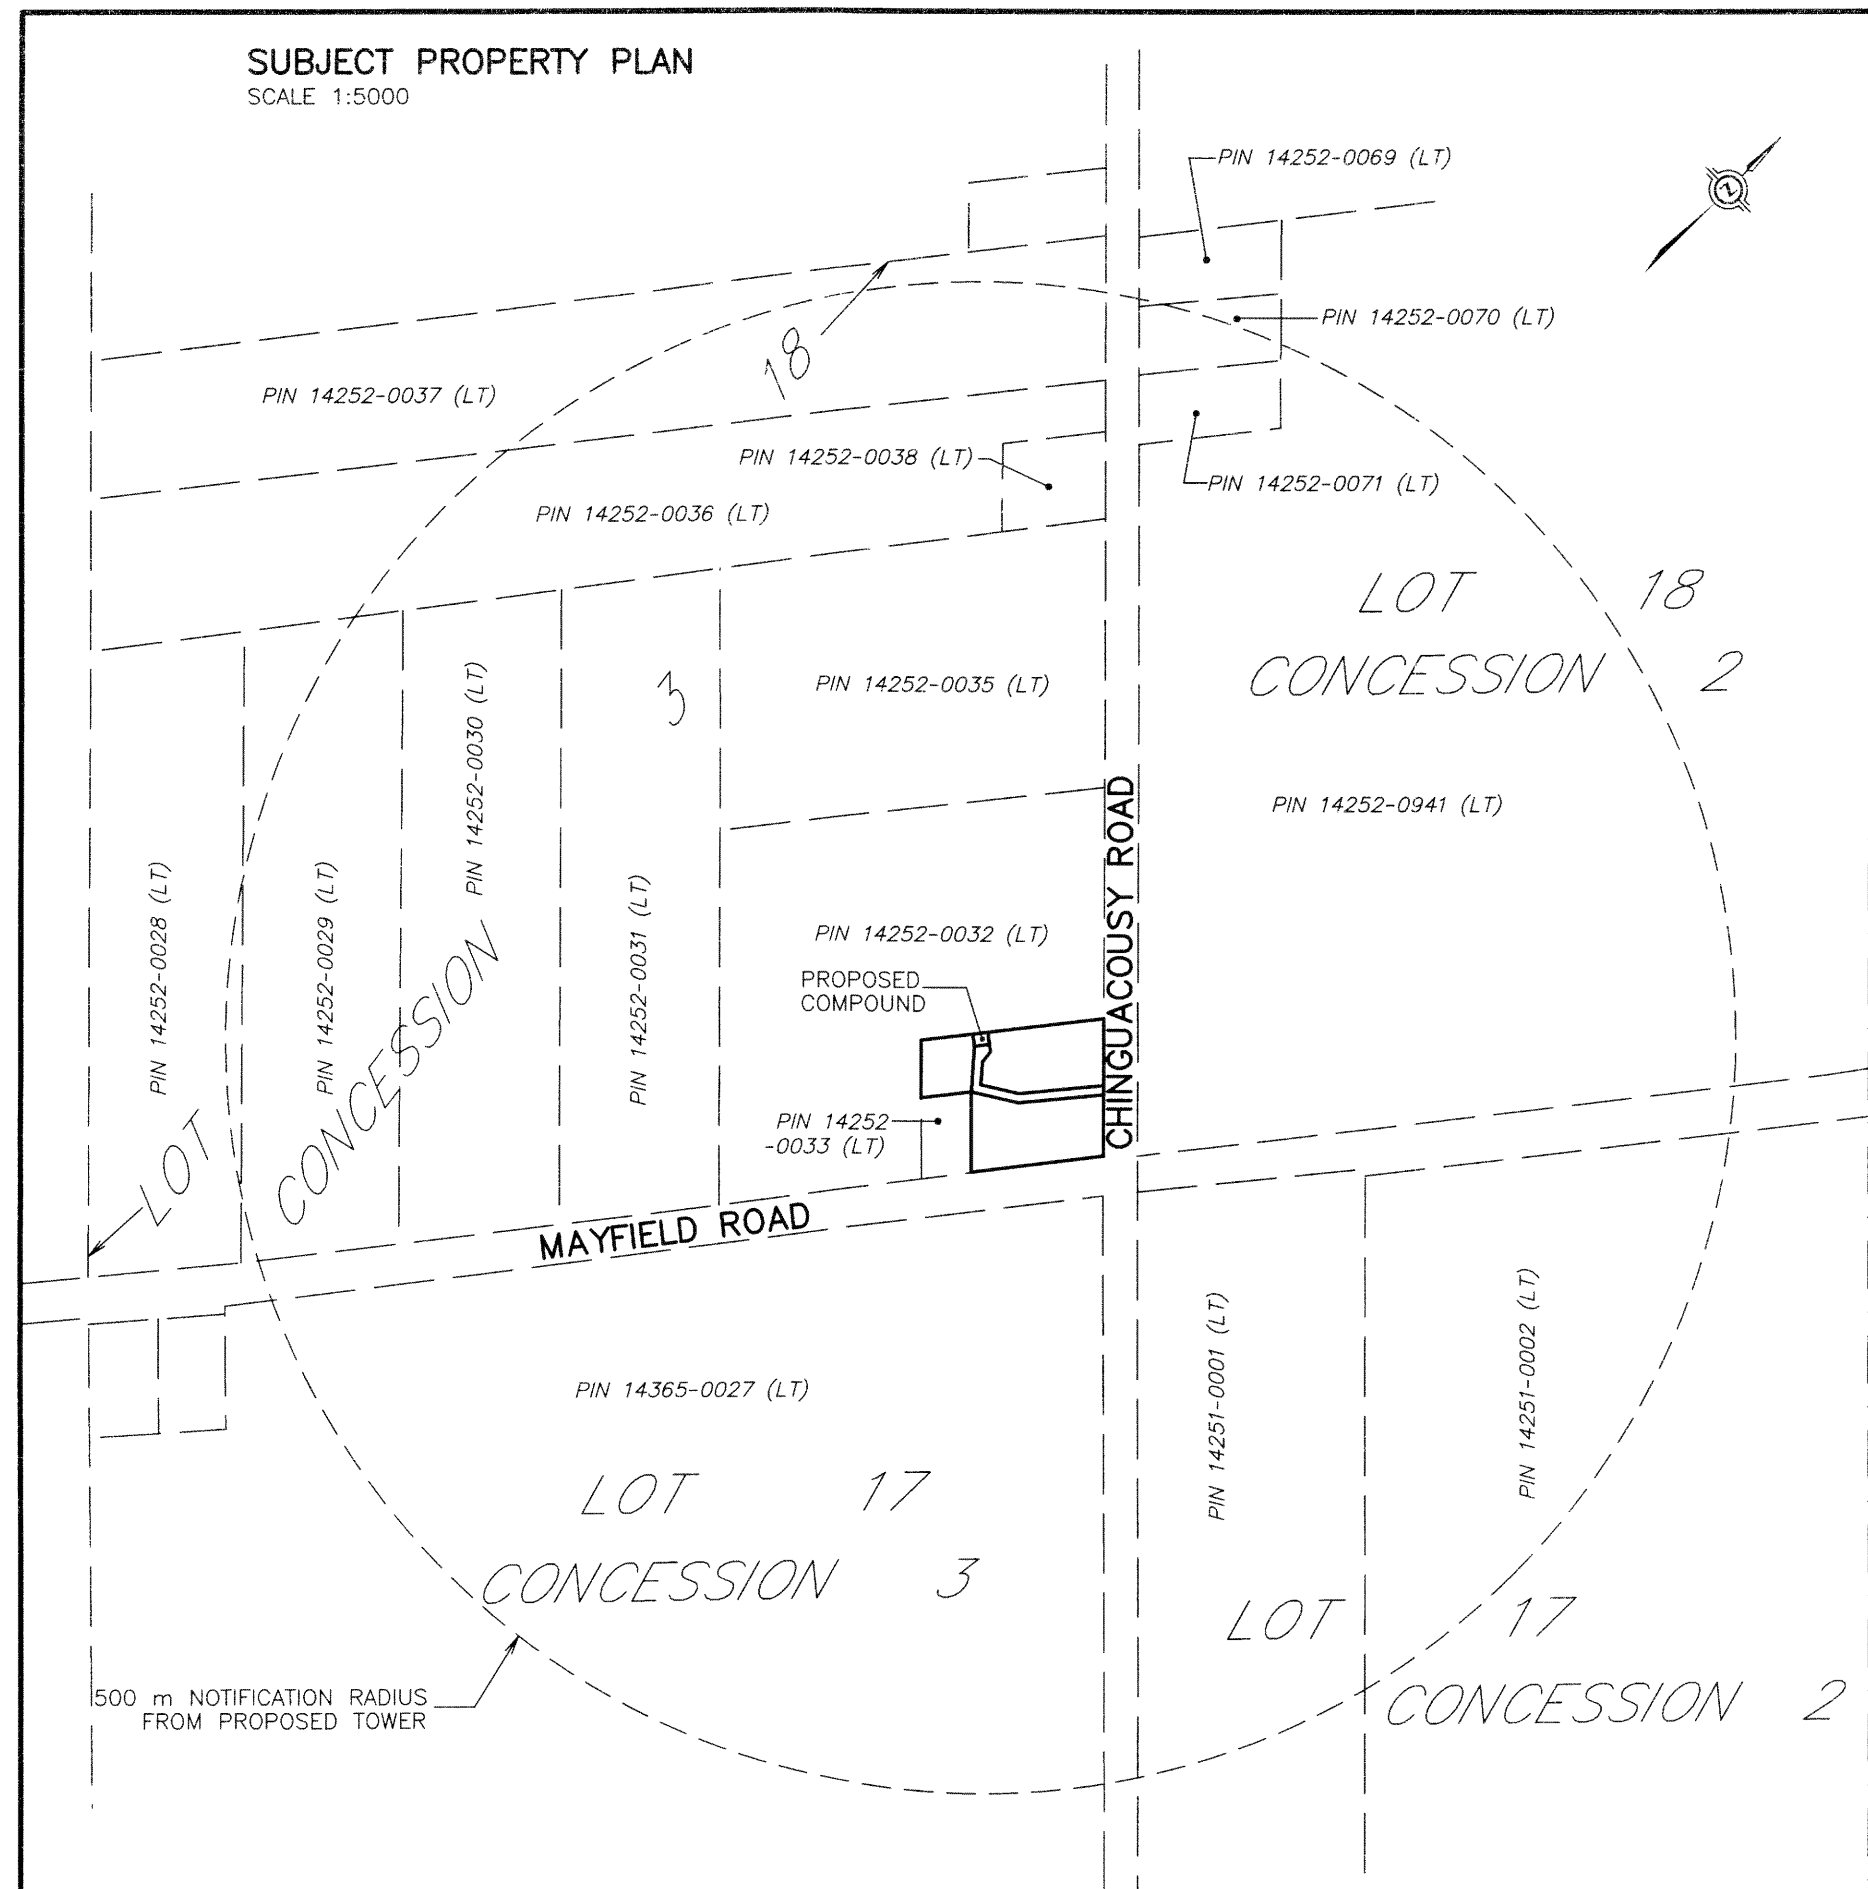 SUBJECT PROPERTY PLAN
SCALE 1:5000
PIN 14252-0069 (LT)
Z
PIN 14252-0070 (LT)
18
PIN 14252-0037 (LT)
PIN 14252-0038 (LT)
PIN 14252-0071 (LT)
PIN 14252-0036 (LT)
LOT 18
CONCESSION 2
3
PIN 14252-0035 (LT)
PIN 14252-0030 (LT)
PIN 14252-0941 (LT)
CHINGUACOUSY ROAD
PIN 14252-0028 (LT)
PIN 14252-0029 (LT)
PIN 14252-0031 (LT)
PIN 14252-0032 (LT)
PROPOSED
COMPOUND
CONCESSION
LOT
PIN 14252
-0033 (LT)
MAYFIELD ROAD
PIN 14365-0027 (LT)
PIN 14251-0001 (LT)
PIN 14251-0002 (LT)
LOT 17
CONCESSION 3
LOT 17
CONCESSION 2
500 m NOTIFICATION RADIUS
FROM PROPOSED TOWER